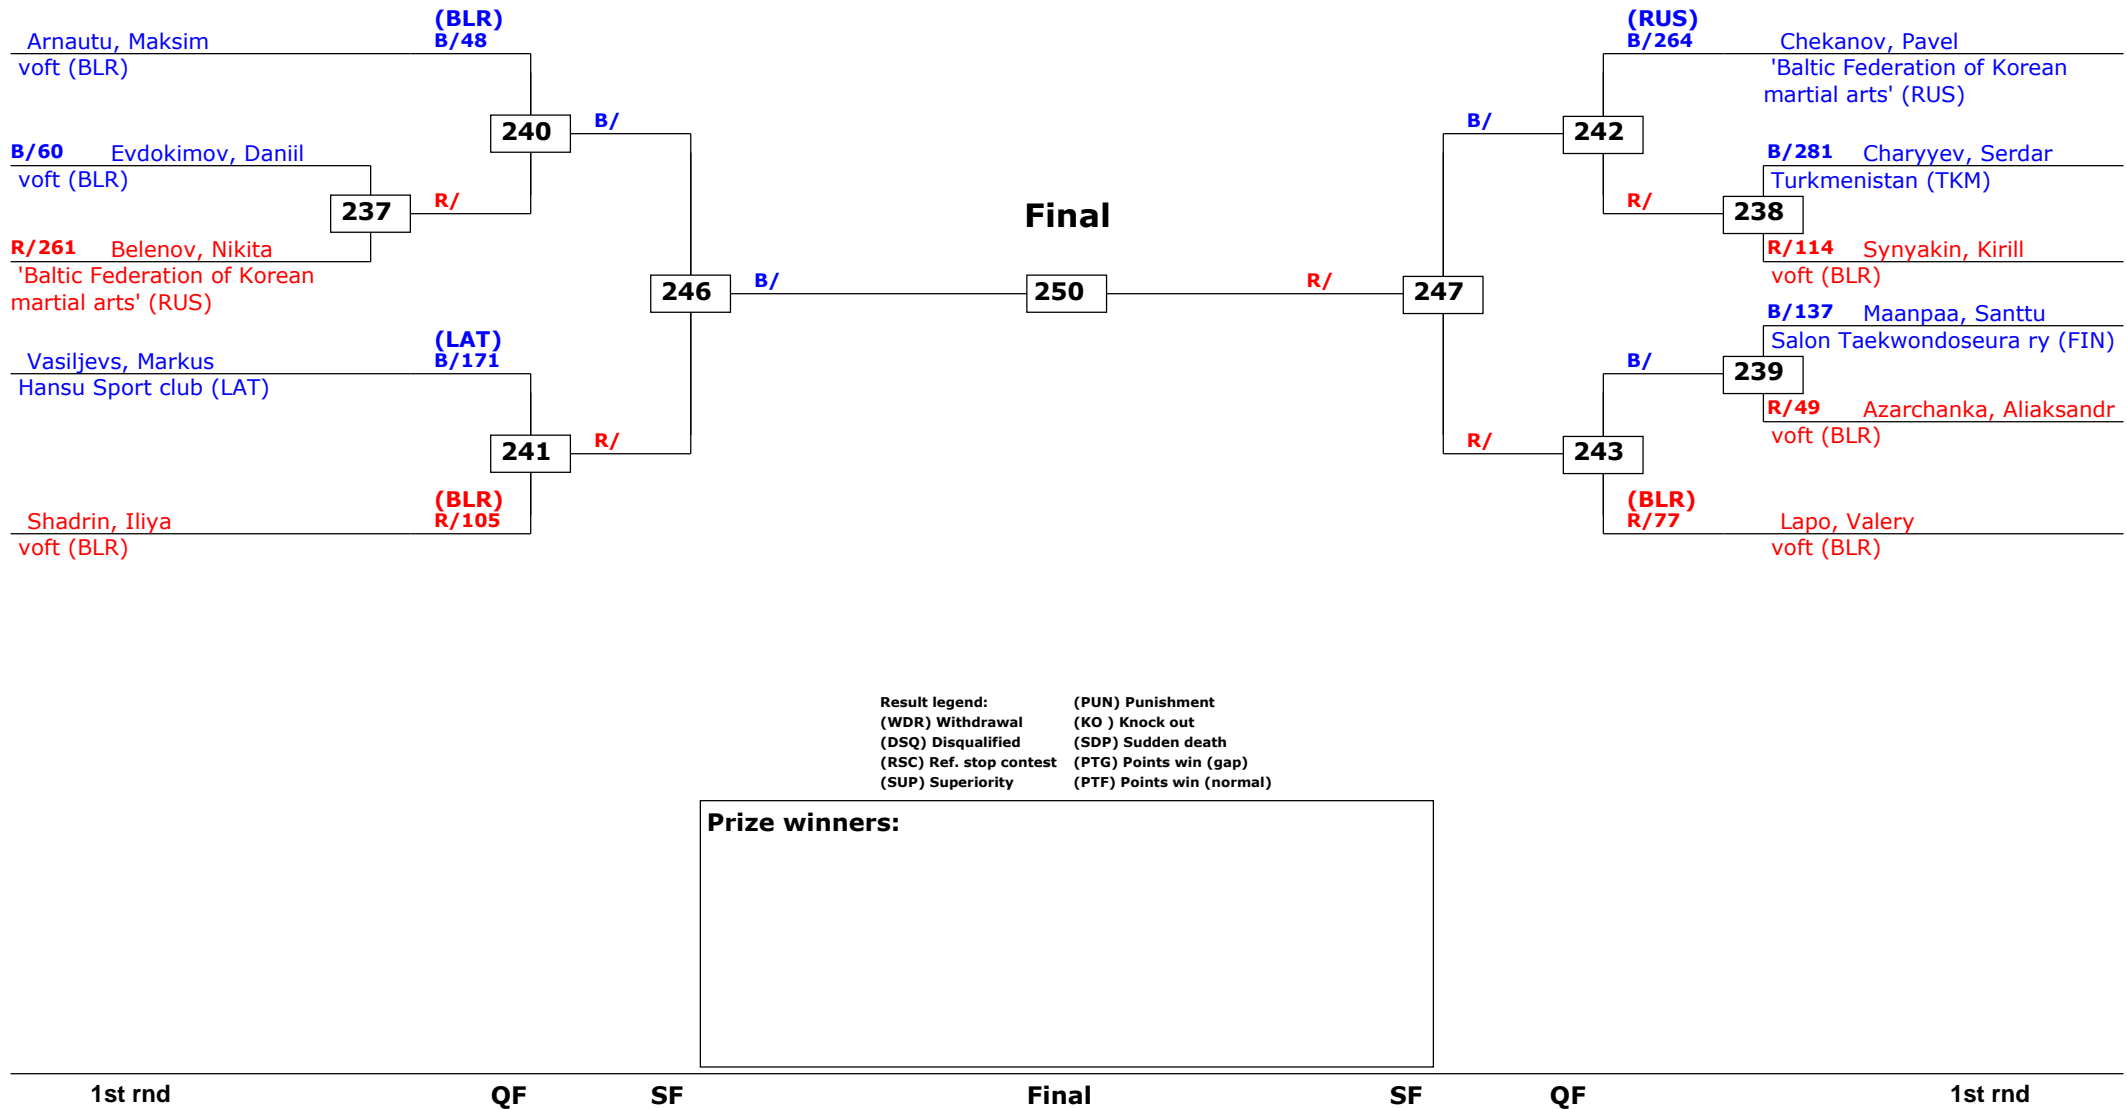 (BLR)
Arnautu, Maksim B/48
voft (BLR)
240
B/
B/60 Evdokimov, Daniil
voft (BLR)
237
R/
R/261 Belenov, Nikita
'Baltic Federation of Korean
martial arts' (RUS)
246
B/
(LAT)
Vasiljevs, Markus B/171
Hansu Sport club (LAT)
241
R/
(BLR)
Shadrin, Iliya R/105
voft (BLR)
Final
250
R/
247
(RUS)
B/264 Chekanov, Pavel
'Baltic Federation of Korean
martial arts' (RUS)
B/
242
B/281 Charyyev, Serdar
Turkmenistan (TKM)
R/
238
R/114 Synyakin, Kirill
voft (BLR)
B/137 Maanpaa, Santtu
Salon Taekwondoseura ry (FIN)
B/
239
R/49 Azarchanka, Aliaksandr
voft (BLR)
R/
243
(BLR)
R/77 Lapo, Valery
voft (BLR)
Result legend: (PUN) Punishment
(WDR) Withdrawal (KO ) Knock out
(DSQ) Disqualified (SDP) Sudden death
(RSC) Ref. stop contest (PTG) Points win (gap)
(SUP) Superiority (PTF) Points win (normal)
Prize winners:
1st rnd QF SF Final SF QF 1st rnd